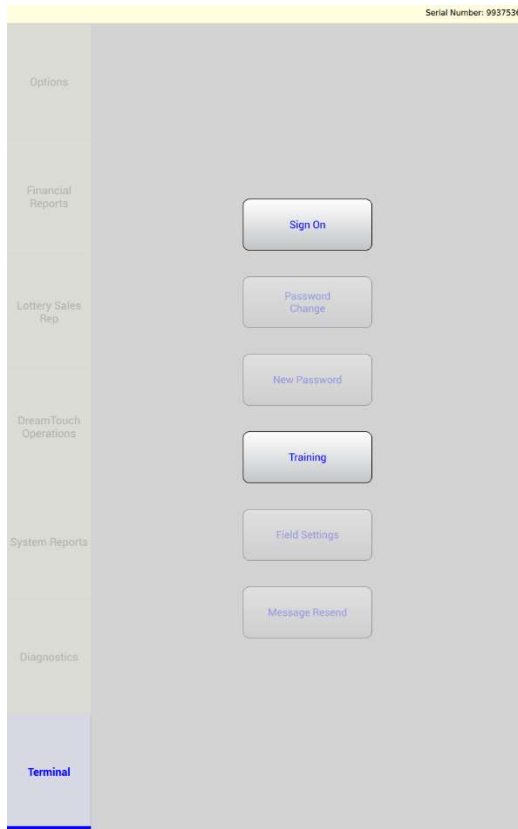 Serial Number: 9937536
Options
Financial
Reports
Lottery Sales
Rep
DreamTouch
Operations
System Reports
Diagnostics
Terminal
Sign On
Password
Change
New Password
Training
Field Settings
Message Resend